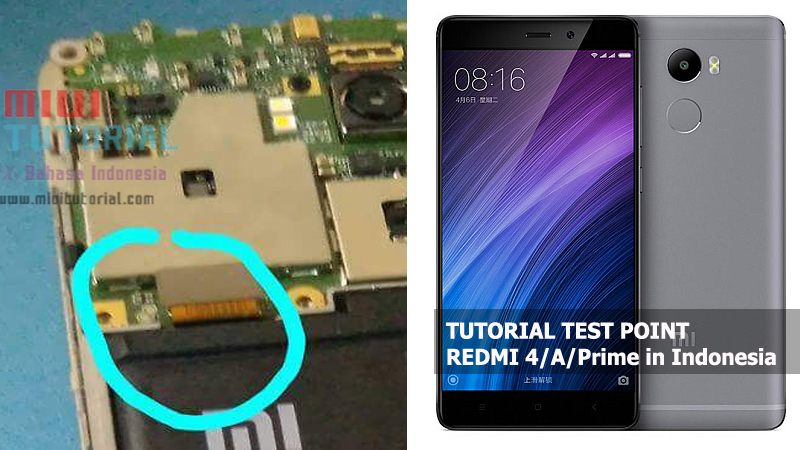 MIUI
TUTORIAL
Bahasa Indonesia
www.miuitutorial.com
08:16
4月6日, 星期二
上滑解锁
TUTORIAL TEST POINT
REDMI 4/A/Prime in Indonesia
mi
mi